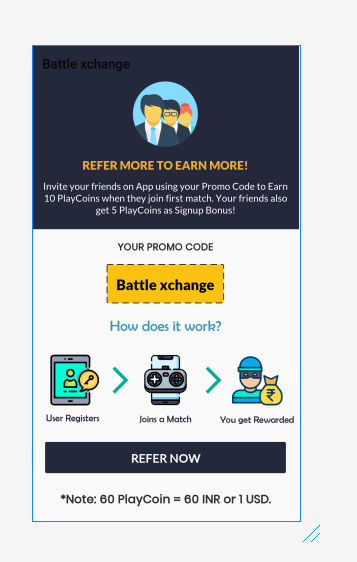 Battle xchange
REFER MORE TO EARN MORE!
Invite your friends on App using your Promo Code to Earn
10 PlayCoins when they join first match. Your friends also
get 5 PlayCoins as Signup Bonus!
YOUR PROMO CODE
Battle xchange
How does it work?
User Registers
Joins a Match
You get Rewarded
REFER NOW
*Note: 60 PlayCoin = 60 INR or 1 USD.